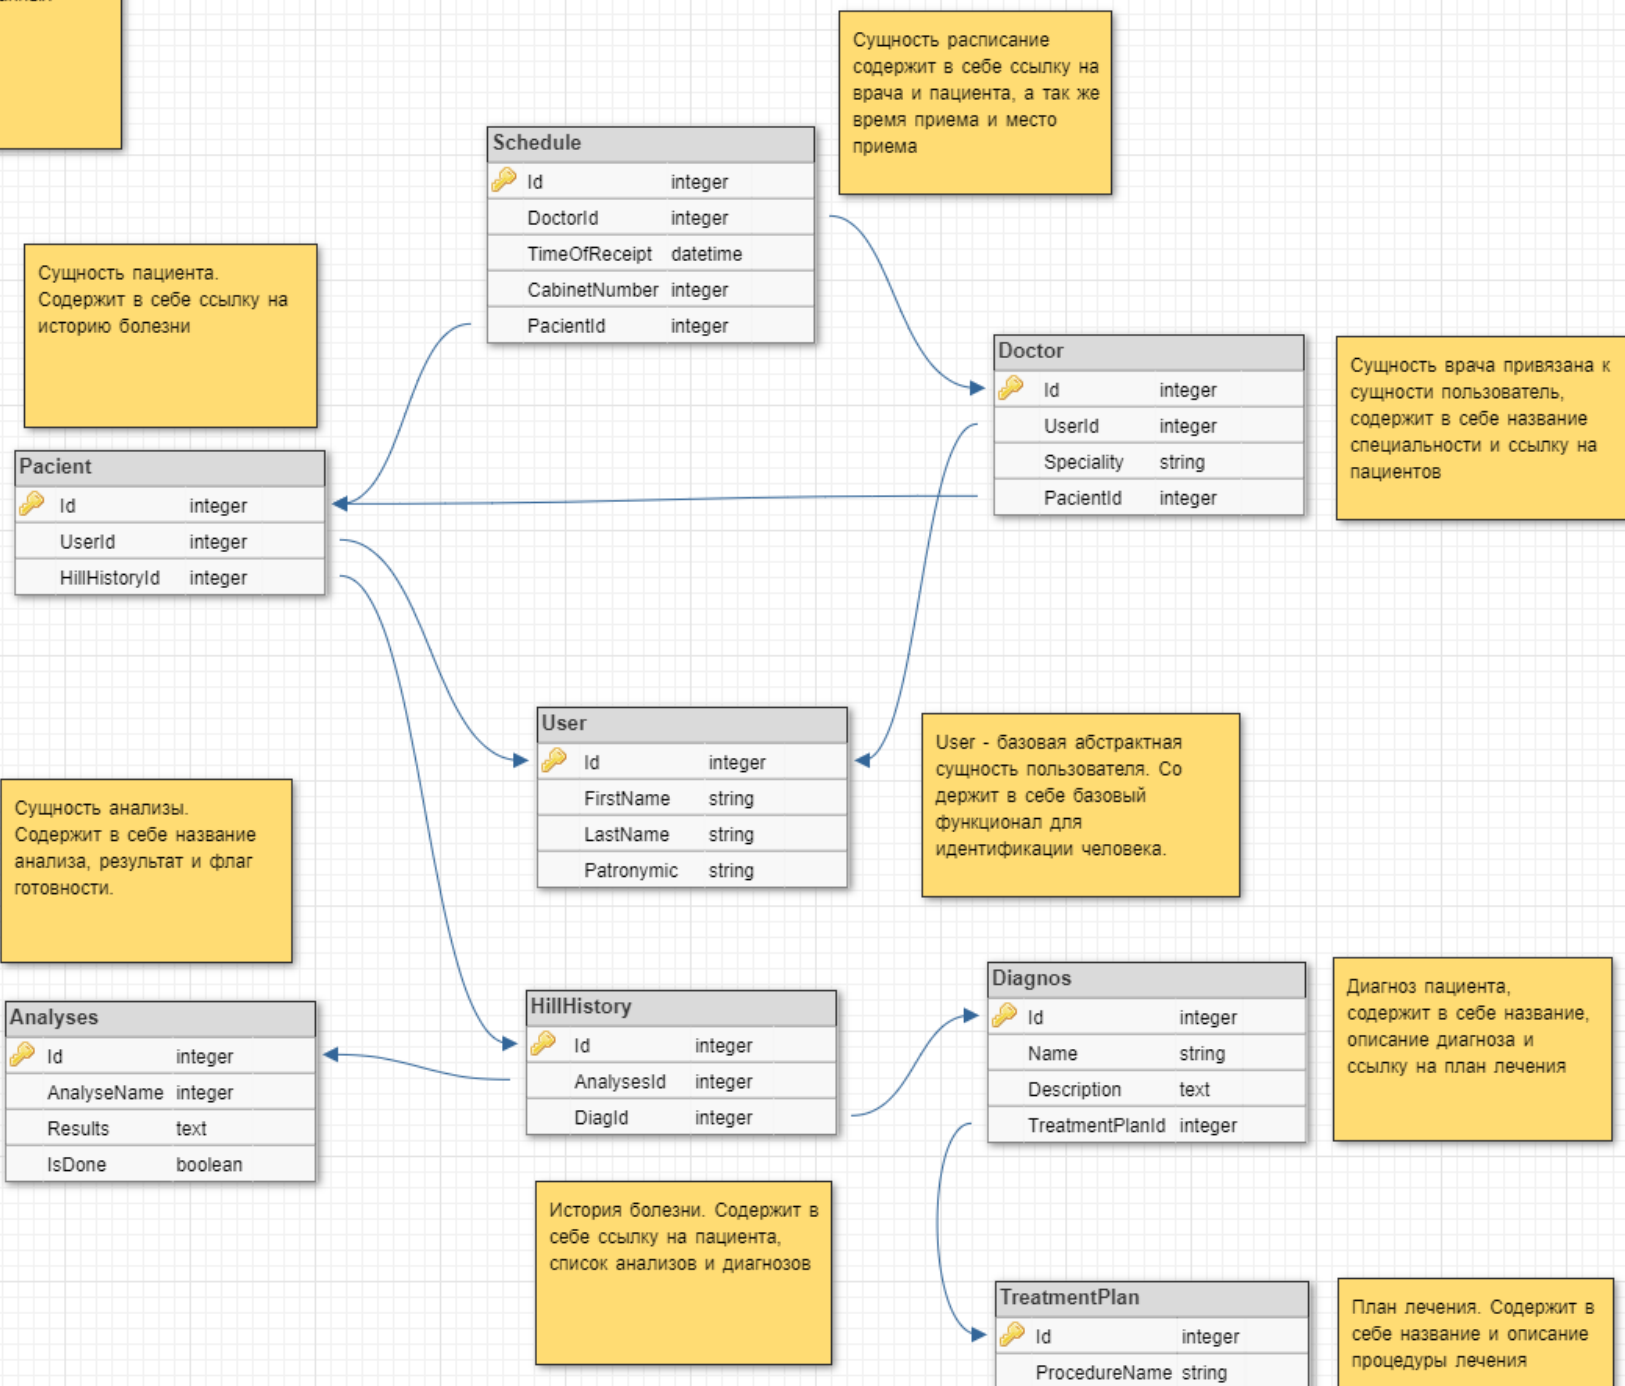 Сущность расписание
содержит в себе ссылку на
врача и пациента, а так же
время приема и место
приема
Schedule
Id integer
DoctorId integer
TimeOfReceipt datetime
CabinetNumber integer
PacientId integer
Сущность пациента.
Содержит в себе ссылку на
историю болезни
Doctor
Id integer
UserId integer
Speciality string
PacientId integer
Сущность врача привязана к
сущности пользователь,
содержит в себе название
специальности и ссылку на
пациентов
Pacient
Id integer
UserId integer
HillHistoryId integer
User
Id integer
FirstName string
LastName string
Patronymic string
User - базовая абстрактная
сущность пользователя. Со
держит в себе базовый
функционал для
идентификации человека.
Сущность анализы.
Содержит в себе название
анализа, результат и флаг
готовности.
Analyses
Id integer
AnalyseName integer
Results text
IsDone boolean
HillHistory
Id integer
AnalysesId integer
DiagId integer
Diagnos
Id integer
Name string
Description text
TreatmentPlanId integer
Диагноз пациента,
содержит в себе название,
описание диагноза и
ссылку на план лечения
История болезни. Содержит в
себе ссылку на пациента,
список анализов и диагнозов
TreatmentPlan
Id integer
ProcedureName string
План лечения. Содержит в
себе название и описание
процедуры лечения